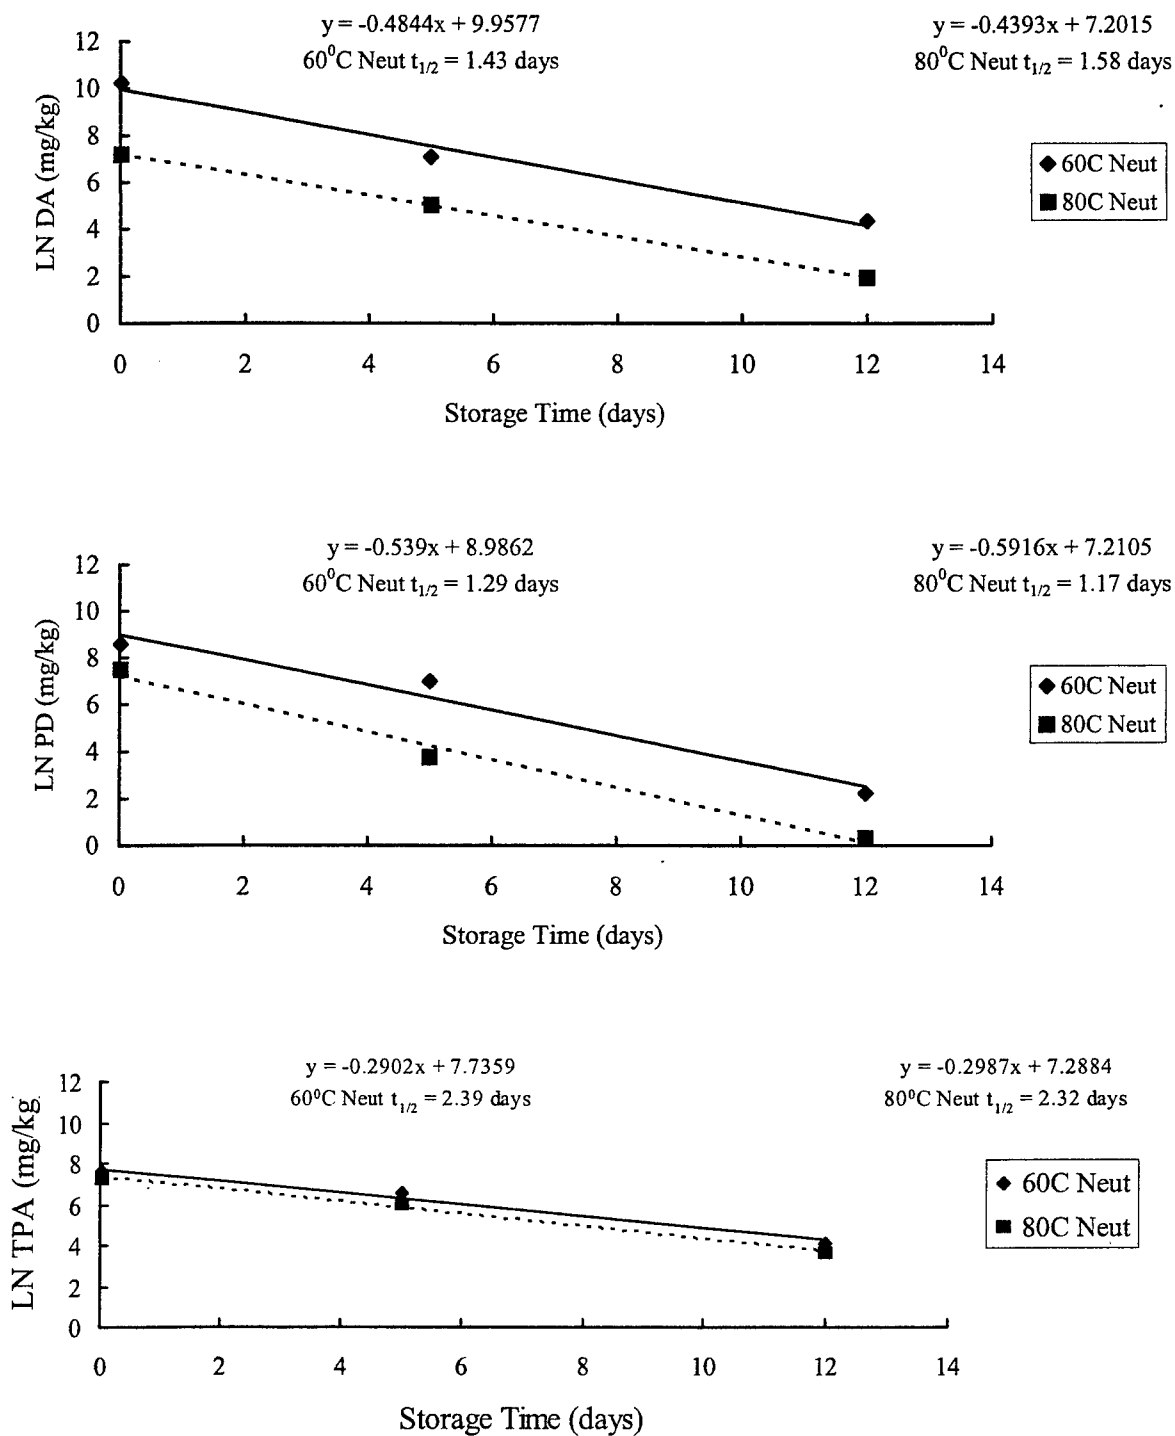 y = -0.4844x + 9.9577
60⁰C Neut t1/2 = 1.43 days
y = -0.4393x + 7.2015
80⁰C Neut t1/2 = 1.58 days
LN DA (mg/kg)
12
10
8
6
4
2
0
0 2 4 6 8 10 12 14
Storage Time (days)
60C Neut
80C Neut
y = -0.539x + 8.9862
60⁰C Neut t1/2 = 1.29 days
y = -0.5916x + 7.2105
80⁰C Neut t1/2 = 1.17 days
LN PD (mg/kg)
12
10
8
6
4
2
0
0 2 4 6 8 10 12 14
Storage Time (days)
60C Neut
80C Neut
y = -0.2902x + 7.7359
60⁰C Neut t1/2 = 2.39 days
y = -0.2987x + 7.2884
80⁰C Neut t1/2 = 2.32 days
LN TPA (mg/kg)
12
10
8
6
4
2
0
0 2 4 6 8 10 12 14
Storage Time (days)
60C Neut
80C Neut